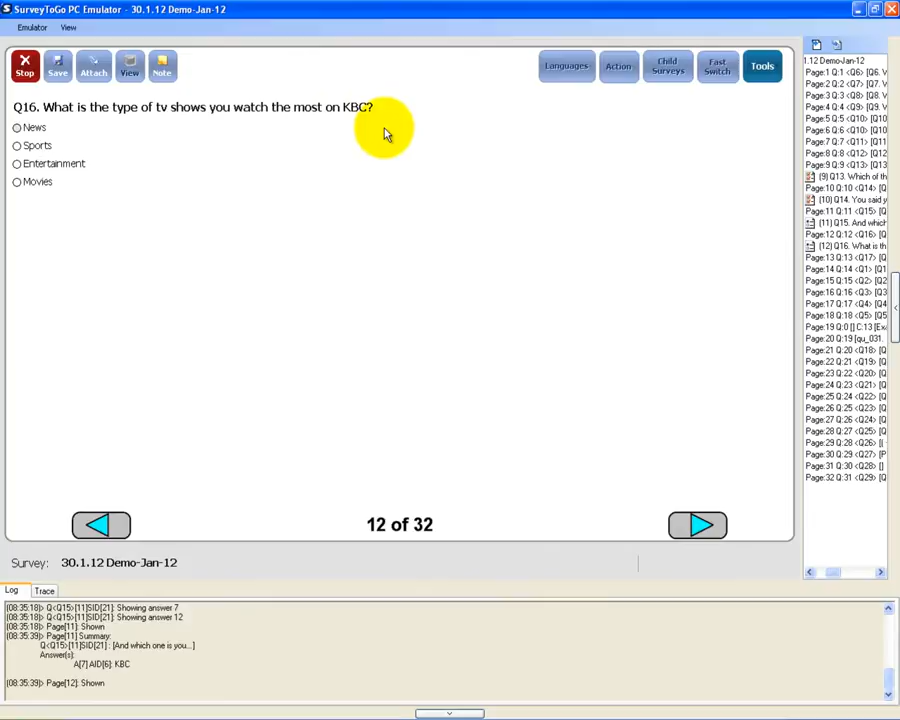 SurveyToGo PC Emulator - 30.1.12 Demo-Jan-12
Emulator View
Stop Save Attach View Note Languages Action Child Surveys Fast Switch Tools
Q16. What is the type of tv shows you watch the most on KBC?
News
Sports
Entertainment
Movies
12 of 32
Survey: 30.1.12 Demo-Jan-12
1.12 Demo-Jan-12
Page:1 Q:1 <Q6> [Q6. V
Page:2 Q:2 <Q7> [Q7. V
Page:3 Q:3 <Q8> [Q8. V
Page:4 Q:4 <Q9> [Q9. V
Page:5 Q:5 <Q10> [Q
Page:6 Q:6 <Q10> [Q
Page:7 Q:7 <Q11> [Q
Page:8 Q:8 <Q12> [Q
Page:9 Q:9 <Q13> [Q
(9) Q13. Which of th
Page:10 Q:10 <Q14> [
(10) Q14. You said y
Page:11 Q:11 <Q15> [
(11) Q15. And which
Page:12 Q:12 <Q16> [
(12) Q16. What is th
Page:13 Q:13 <Q17> [
Page:14 Q:14 <Q1> [Q
Page:15 Q:15 <Q2> [Q
Page:16 Q:16 <Q3> [Q
Page:17 Q:17 <Q4> [Q
Page:18 Q:18 <Q5> [Q
Page:19 Q:0 [] C:13 [Ex
Page:20 Q:19 [qu_031.
Page:21 Q:20 <Q18> [Q
Page:22 Q:21 <Q19> [Q
Page:23 Q:22 <Q20> [Q
Page:24 Q:23 <Q21> [Q
Page:25 Q:24 <Q22> [Q
Page:26 Q:25 <Q23> [Q
Page:27 Q:26 <Q24> [Q
Page:28 Q:27 <Q25> [Q
Page:29 Q:28 <Q26> [(
Page:30 Q:29 <Q27> [P
Page:31 Q:30 <Q28> []
Page:32 Q:31 <Q29> [Q
Log Trace
(08:35:18)> Q<Q15>[11]SID[21]: Showing answer 7
(08:35:18)> Q<Q15>[11]SID[21]: Showing answer 12
(08:35:18)> Page[11]: Shown
(08:35:39)> Page[11] Summary:
Q<Q15>[11]SID[21] : [And which one is you...]
Answer(s):
A[7] AID[6]: KBC
(08:35:39)> Page[12]: Shown